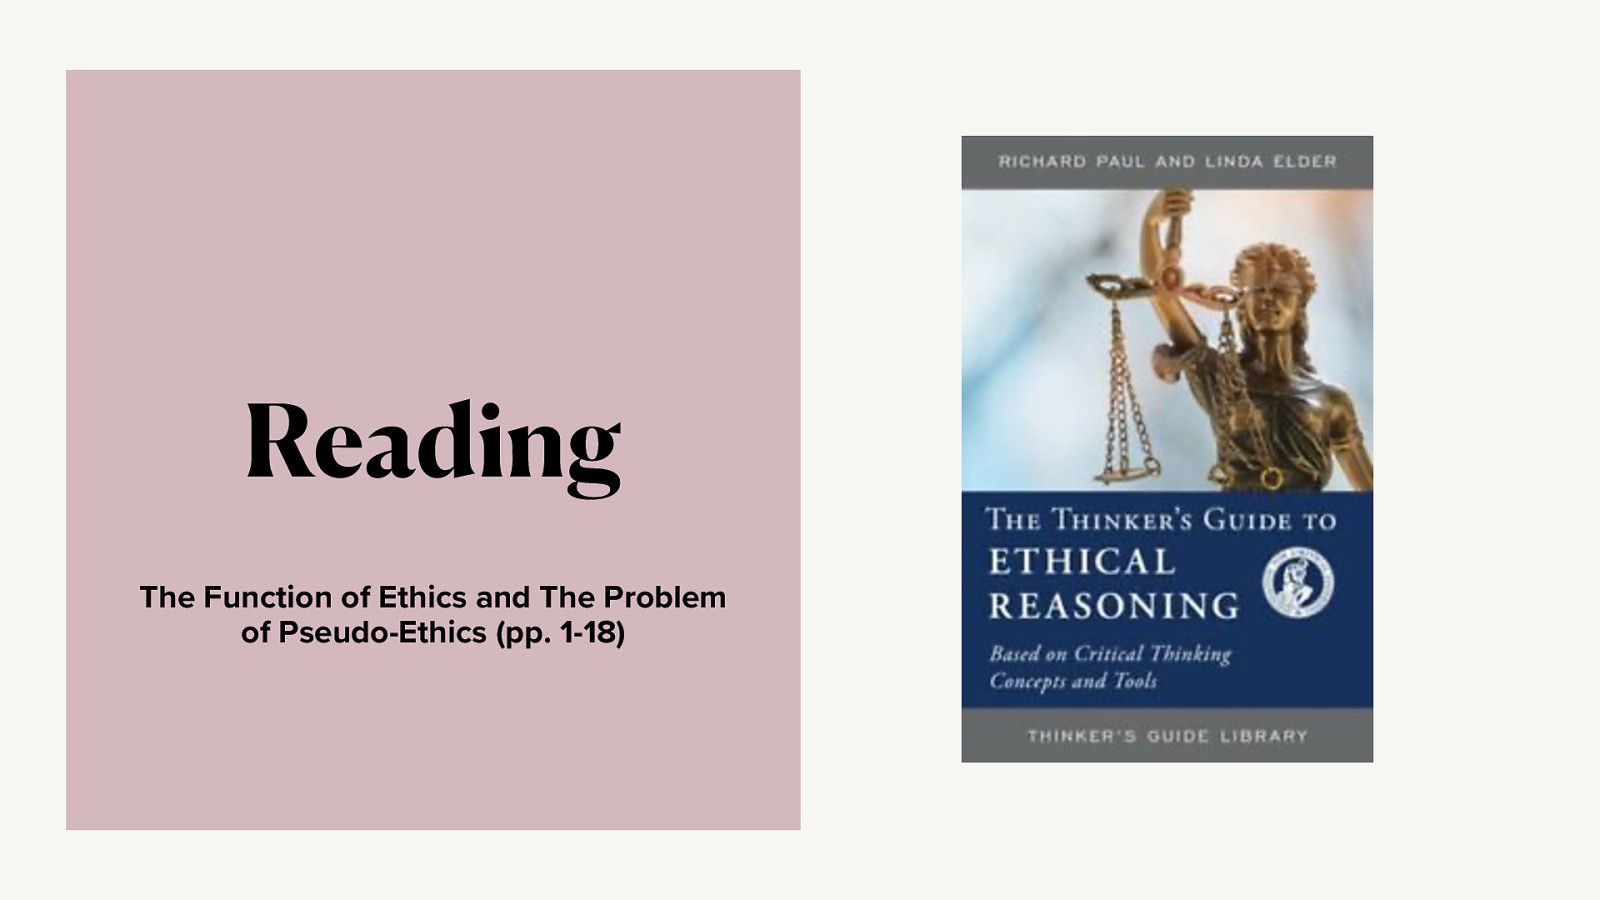 Reading
The Function of Ethics and The Problem
of Pseudo-Ethics (pp. 1-18)
RICHARD PAUL AND LINDA ELDER
THE THINKER'S GUIDE TO
ETHICAL
REASONING
Based on Critical Thinking
Concepts and Tools
THINKER'S GUIDE LIBRARY